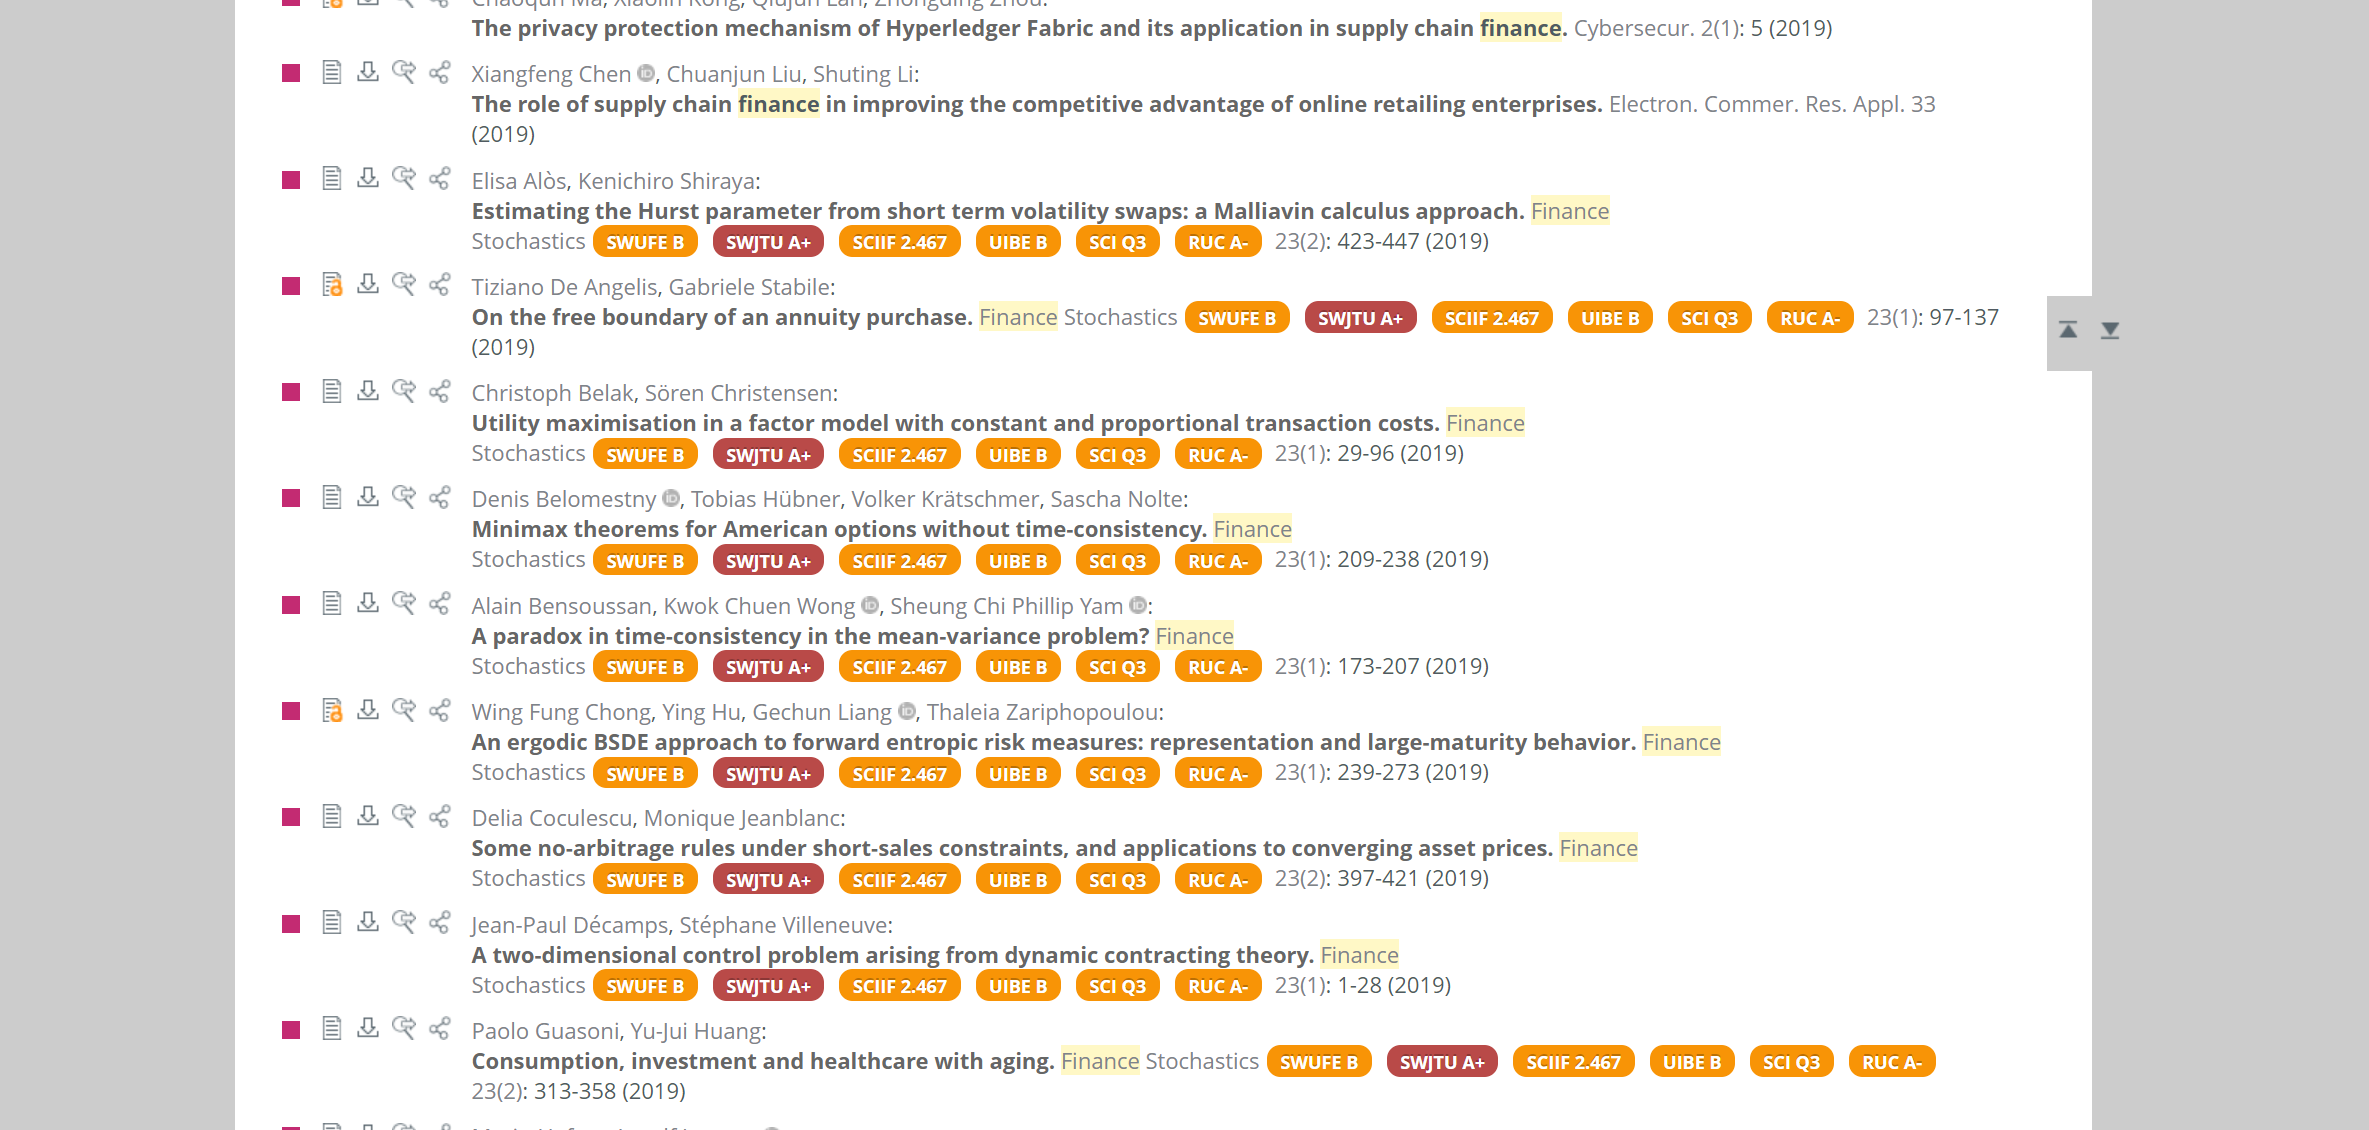 Chaoqun Ma, Xiaolin Kong, Qiujun Lan, Zhongding Zhou:
The privacy protection mechanism of Hyperledger Fabric and its application in supply chain finance. Cybersecur. 2(1): 5 (2019)
Xiangfeng Chen iD, Chuanjun Liu, Shuting Li:
The role of supply chain finance in improving the competitive advantage of online retailing enterprises. Electron. Commer. Res. Appl. 33
(2019)
Elisa Alòs, Kenichiro Shiraya:
Estimating the Hurst parameter from short term volatility swaps: a Malliavin calculus approach. Finance
Stochastics SWUFE B SWJTU A+ SCIIF 2.467 UIBE B SCI Q3 RUC A- 23(2): 423-447 (2019)
Tiziano De Angelis, Gabriele Stabile:
On the free boundary of an annuity purchase. Finance Stochastics SWUFE B SWJTU A+ SCIIF 2.467 UIBE B SCI Q3 RUC A- 23(1): 97-137
(2019)
Christoph Belak, Sören Christensen:
Utility maximisation in a factor model with constant and proportional transaction costs. Finance
Stochastics SWUFE B SWJTU A+ SCIIF 2.467 UIBE B SCI Q3 RUC A- 23(1): 29-96 (2019)
Denis Belomestny iD, Tobias Hübner, Volker Krätschmer, Sascha Nolte:
Minimax theorems for American options without time-consistency. Finance
Stochastics SWUFE B SWJTU A+ SCIIF 2.467 UIBE B SCI Q3 RUC A- 23(1): 209-238 (2019)
Alain Bensoussan, Kwok Chuen Wong iD, Sheung Chi Phillip Yam iD:
A paradox in time-consistency in the mean-variance problem? Finance
Stochastics SWUFE B SWJTU A+ SCIIF 2.467 UIBE B SCI Q3 RUC A- 23(1): 173-207 (2019)
Wing Fung Chong, Ying Hu, Gechun Liang iD, Thaleia Zariphopoulou:
An ergodic BSDE approach to forward entropic risk measures: representation and large-maturity behavior. Finance
Stochastics SWUFE B SWJTU A+ SCIIF 2.467 UIBE B SCI Q3 RUC A- 23(1): 239-273 (2019)
Delia Coculescu, Monique Jeanblanc:
Some no-arbitrage rules under short-sales constraints, and applications to converging asset prices. Finance
Stochastics SWUFE B SWJTU A+ SCIIF 2.467 UIBE B SCI Q3 RUC A- 23(2): 397-421 (2019)
Jean-Paul Décamps, Stéphane Villeneuve:
A two-dimensional control problem arising from dynamic contracting theory. Finance
Stochastics SWUFE B SWJTU A+ SCIIF 2.467 UIBE B SCI Q3 RUC A- 23(1): 1-28 (2019)
Paolo Guasoni, Yu-Jui Huang:
Consumption, investment and healthcare with aging. Finance Stochastics SWUFE B SWJTU A+ SCIIF 2.467 UIBE B SCI Q3 RUC A-
23(2): 313-358 (2019)